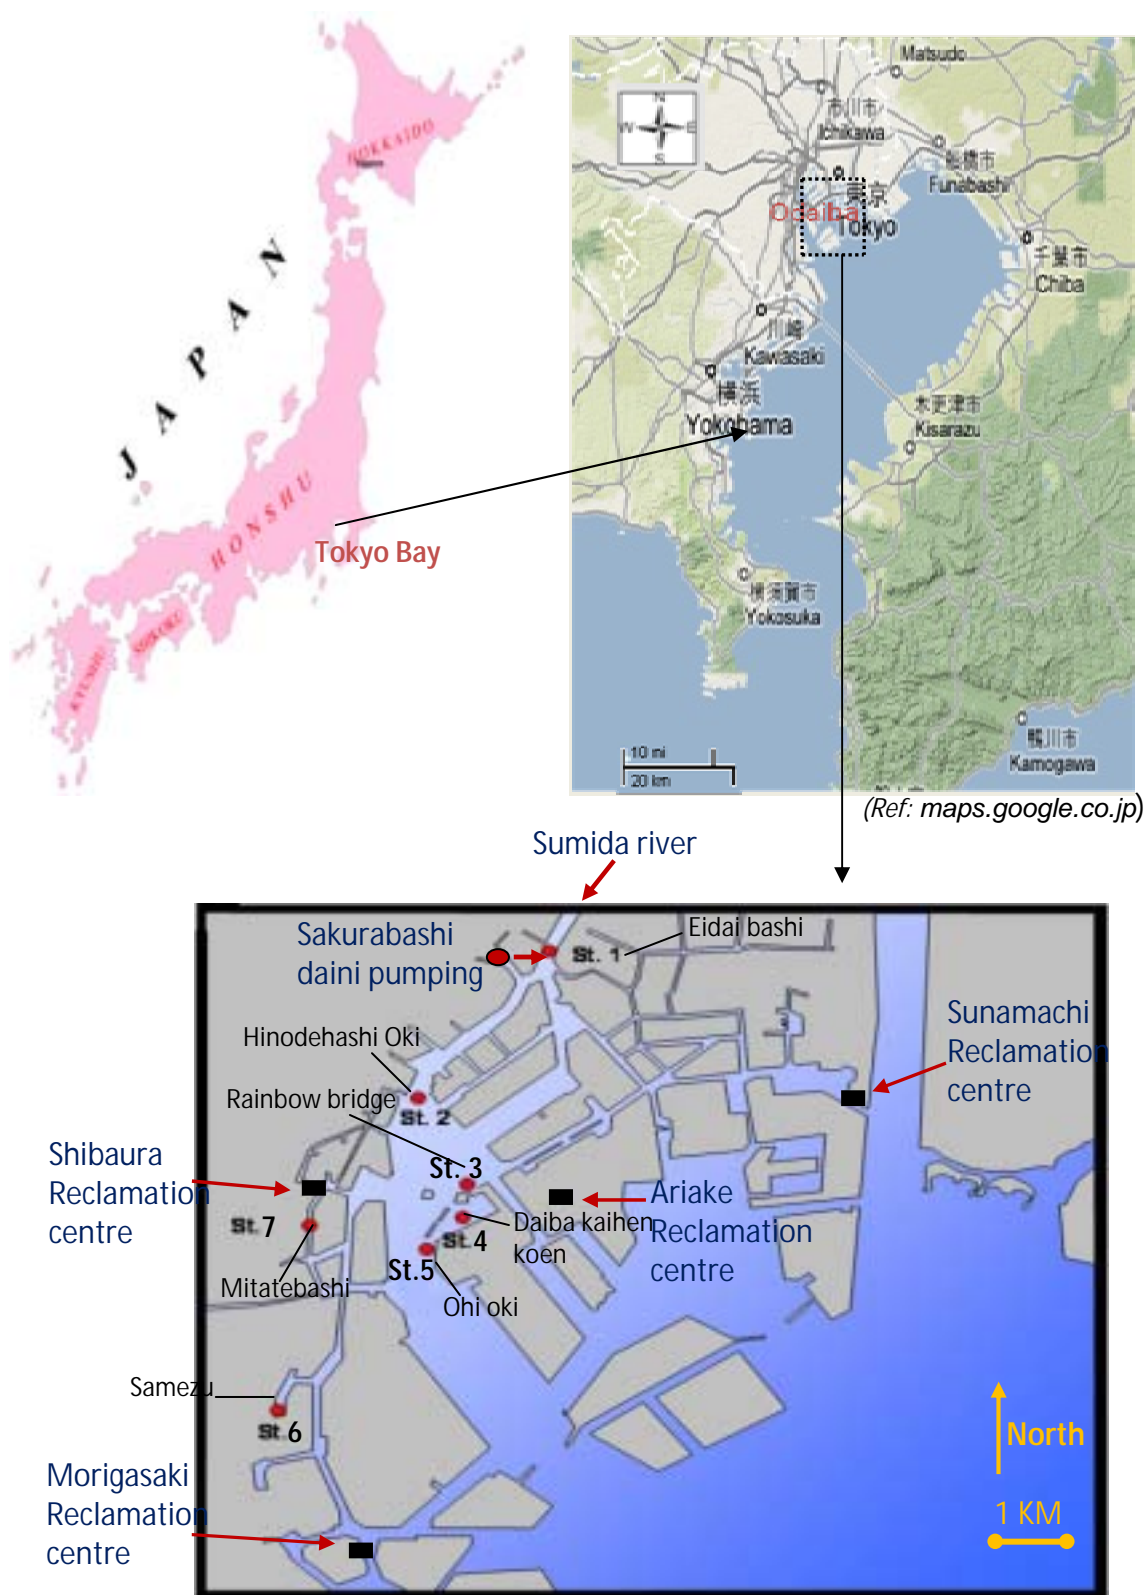 HOKKAIDO
JAPAN
HONSHU
SHIKOKU
KYUSHU
Tokyo Bay
N
W E
S
Matsudo
市川市
Ichikawa
船橋市
Funabashi
東京
Odaiba
Tokyo
千葉市
Chiba
川崎
Kawasaki
横浜
Yokohama
木更津市
Kisarazu
横須賀市
Yokosuka
鴨川市
Kamogawa
10 mi
20 km
(Ref: maps.google.co.jp)
Sumida river
Sakurabashi
daini pumping
St. 1
Eidai bashi
Hinodehashi Oki
St. 2
Rainbow bridge
St. 3
Sunamachi
Reclamation
centre
Shibaura
Reclamation
centre
St.7
Mitatebashi
St.4
Daiba kaihen
koen
St.5
Ohi oki
Ariake
Reclamation
centre
Samezu
St.6
Morigasaki
Reclamation
centre
North
1 KM